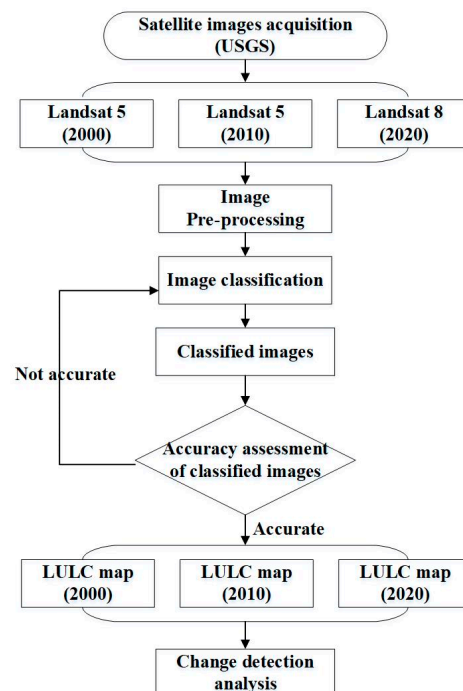 Satellite images acquisition
(USGS)
Landsat 5
(2000)
Landsat 5
(2010)
Landsat 8
(2020)
Image
Pre-processing
Image classification
Classified images
Not accurate
Accuracy assessment
of classified images
Accurate
LULC map
(2000)
LULC map
(2010)
LULC map
(2020)
Change detection
analysis